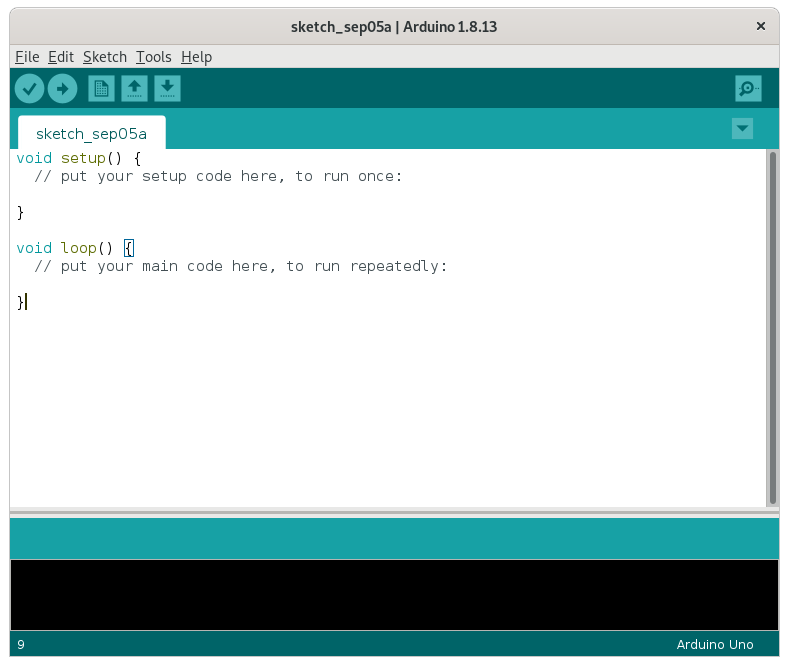 sketch_sep05a | Arduino 1.8.13
File Edit Sketch Tools Help
sketch_sep05a
void setup() {
  // put your setup code here, to run once:
}
void loop() {
  // put your main code here, to run repeatedly:
}
9 Arduino Uno